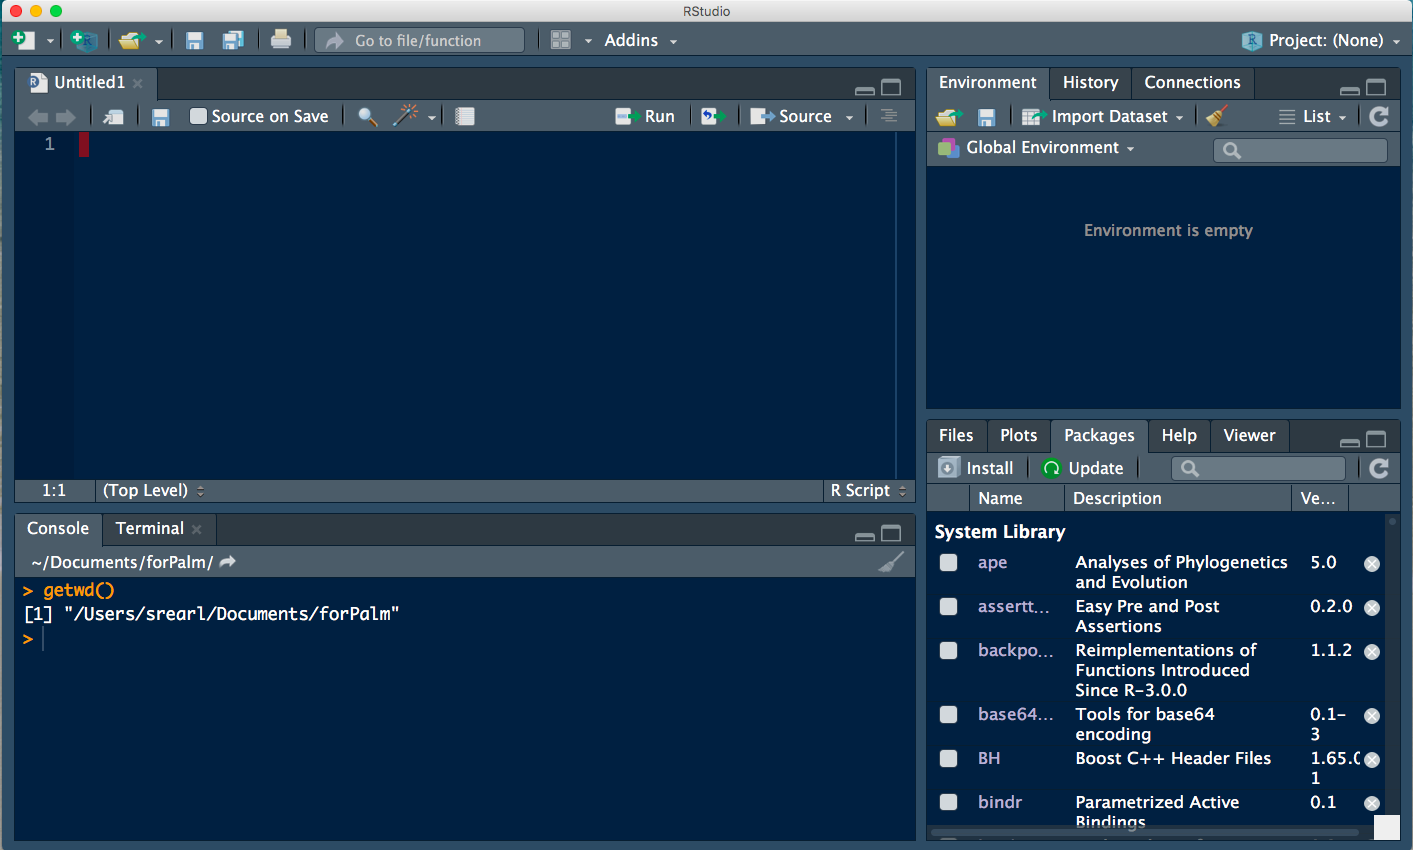 RStudio
Go to file/function
Addins
Project: (None)
Untitled1
Source on Save
Run
Source
1
1:1
(Top Level)
R Script
Console
Terminal
~/Documents/forPalm/
> getwd()
[1] "/Users/srearl/Documents/forPalm"
>
Environment
History
Connections
Import Dataset
List
Global Environment
Environment is empty
Files
Plots
Packages
Help
Viewer
Install
Update
Name
Description
Ve...
System Library
ape
Analyses of Phylogenetics
and Evolution
5.0
assertt...
Easy Pre and Post
Assertions
0.2.0
backpo...
Reimplementations of
Functions Introduced
Since R-3.0.0
1.1.2
base64...
Tools for base64
encoding
0.1-
3
BH
Boost C++ Header Files
1.65.0
1
bindr
Parametrized Active
Bindings
0.1